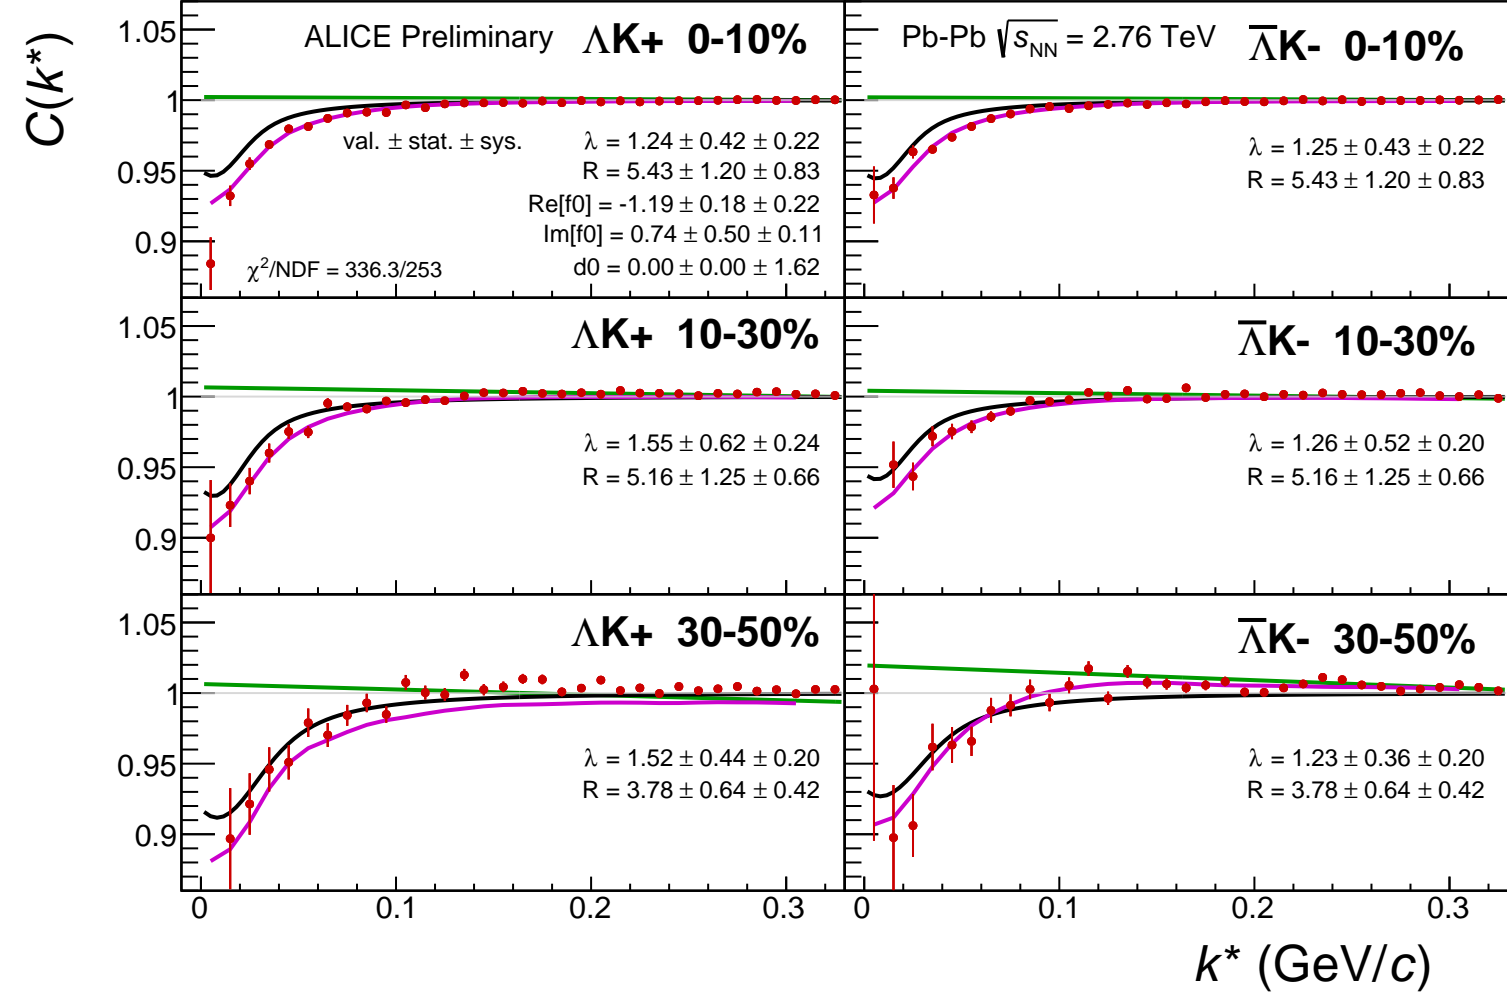 C(k*)
ALICE Preliminary ΛK+ 0-10%
1.05
1
0.95
0.9
val. ± stat. ± sys.
λ = 1.24 ± 0.42 ± 0.22
R = 5.43 ± 1.20 ± 0.83
Re[f0] = -1.19 ± 0.18 ± 0.22
Im[f0] = 0.74 ± 0.50 ± 0.11
d0 = 0.00 ± 0.00 ± 1.62
χ²/NDF = 336.3/253
Pb-Pb √sNN = 2.76 TeV Λ̅K- 0-10%
λ = 1.25 ± 0.43 ± 0.22
R = 5.43 ± 1.20 ± 0.83
ΛK+ 10-30%
1.05
1
0.95
0.9
λ = 1.55 ± 0.62 ± 0.24
R = 5.16 ± 1.25 ± 0.66
Λ̅K- 10-30%
λ = 1.26 ± 0.52 ± 0.20
R = 5.16 ± 1.25 ± 0.66
ΛK+ 30-50%
1.05
1
0.95
0.9
λ = 1.52 ± 0.44 ± 0.20
R = 3.78 ± 0.64 ± 0.42
Λ̅K- 30-50%
λ = 1.23 ± 0.36 ± 0.20
R = 3.78 ± 0.64 ± 0.42
0 0.1 0.2 0.3 0 0.1 0.2 0.3
k* (GeV/c)